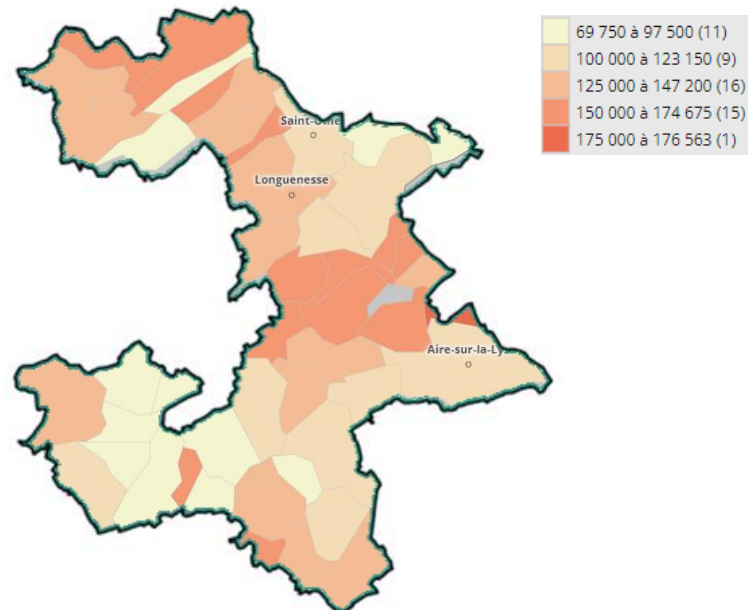 69 750 à 97 500 (11)
100 000 à 123 150 (9)
125 000 à 147 200 (16)
150 000 à 174 675 (15)
175 000 à 176 563 (1)
Longuenesse